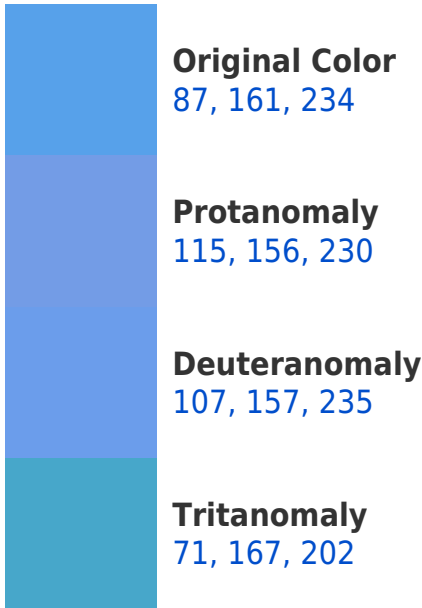 Original Color
87, 161, 234
Protanomaly
115, 156, 230
Deuteranomaly
107, 157, 235
Tritanomaly
71, 167, 202